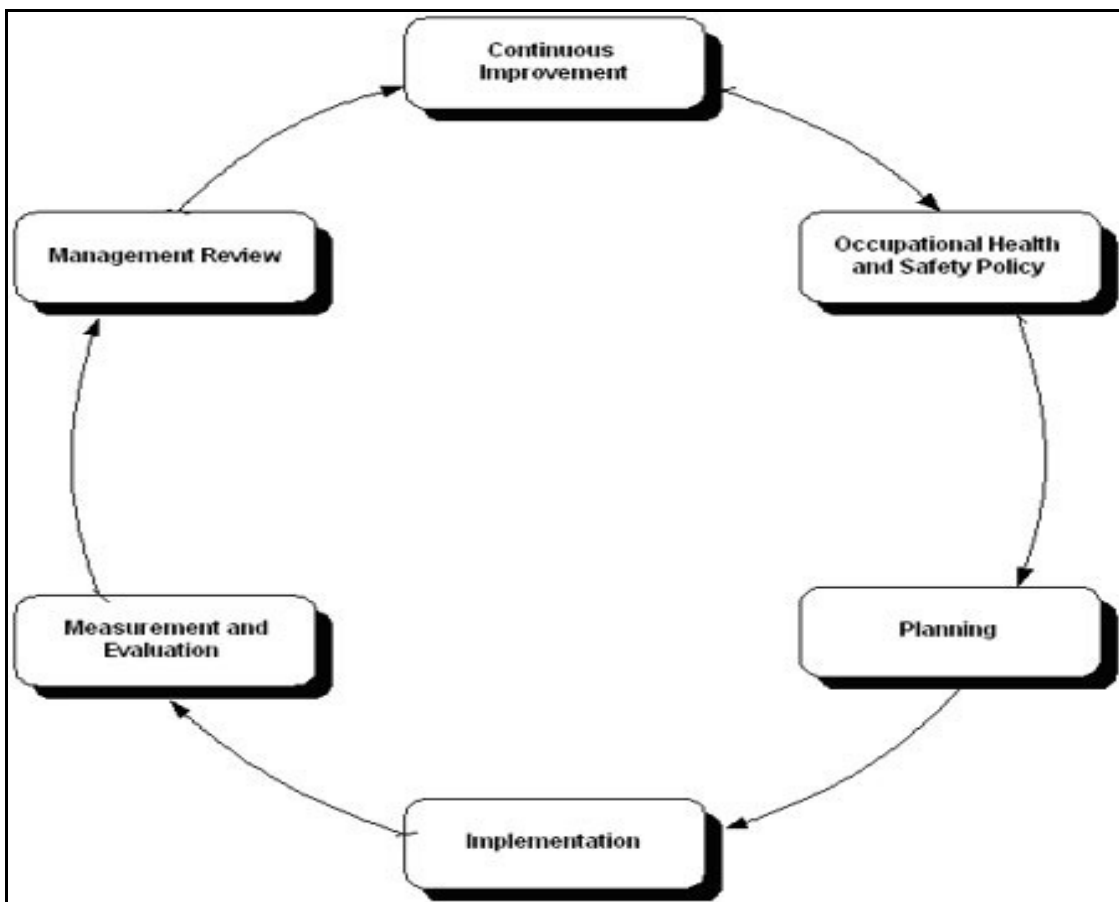 Continuous
Improvement
Management Review
Occupational Health
and Safety Policy
Measurement and
Evaluation
Planning
Implementation